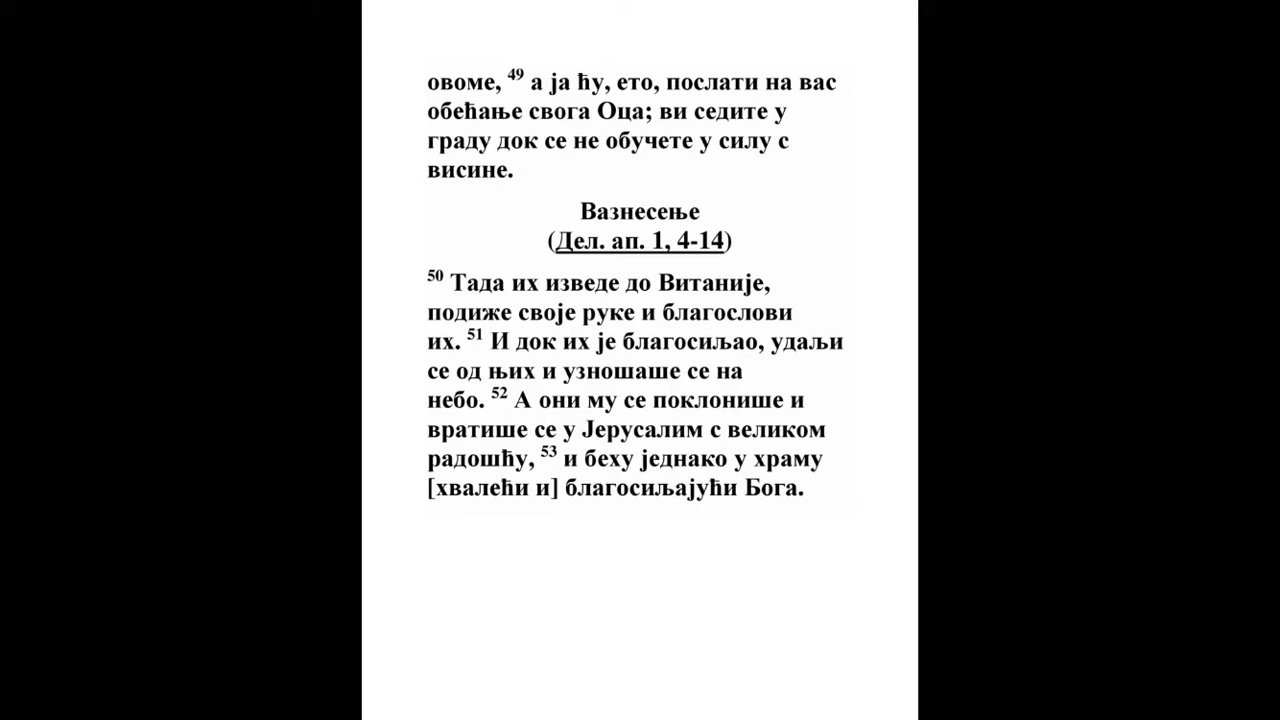 овоме, 49 а ја ћу, ето, послати на вас
обећање свога Оца; ви седите у
граду док се не обучете у силу с
висине.
Вазнесење
(Дел. ап. 1, 4-14)
50 Тада их изведе до Витаније,
подиже своје руке и благослови
их. 51 И док их је благосиљао, удаљи
се од њих и узношаше се на
небо. 52 А они му се поклонише и
вратише се у Јерусалим с великом
радошћу, 53 и беху једнако у храму
[хвалећи и] благосиљајући Бога.